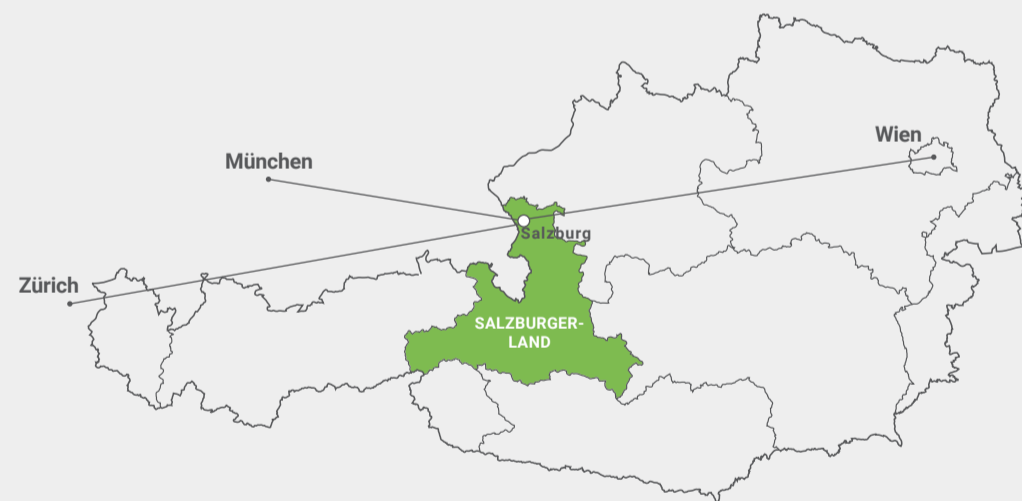 Wien
München
Salzburg
Zürich
SALZBURGER-
LAND